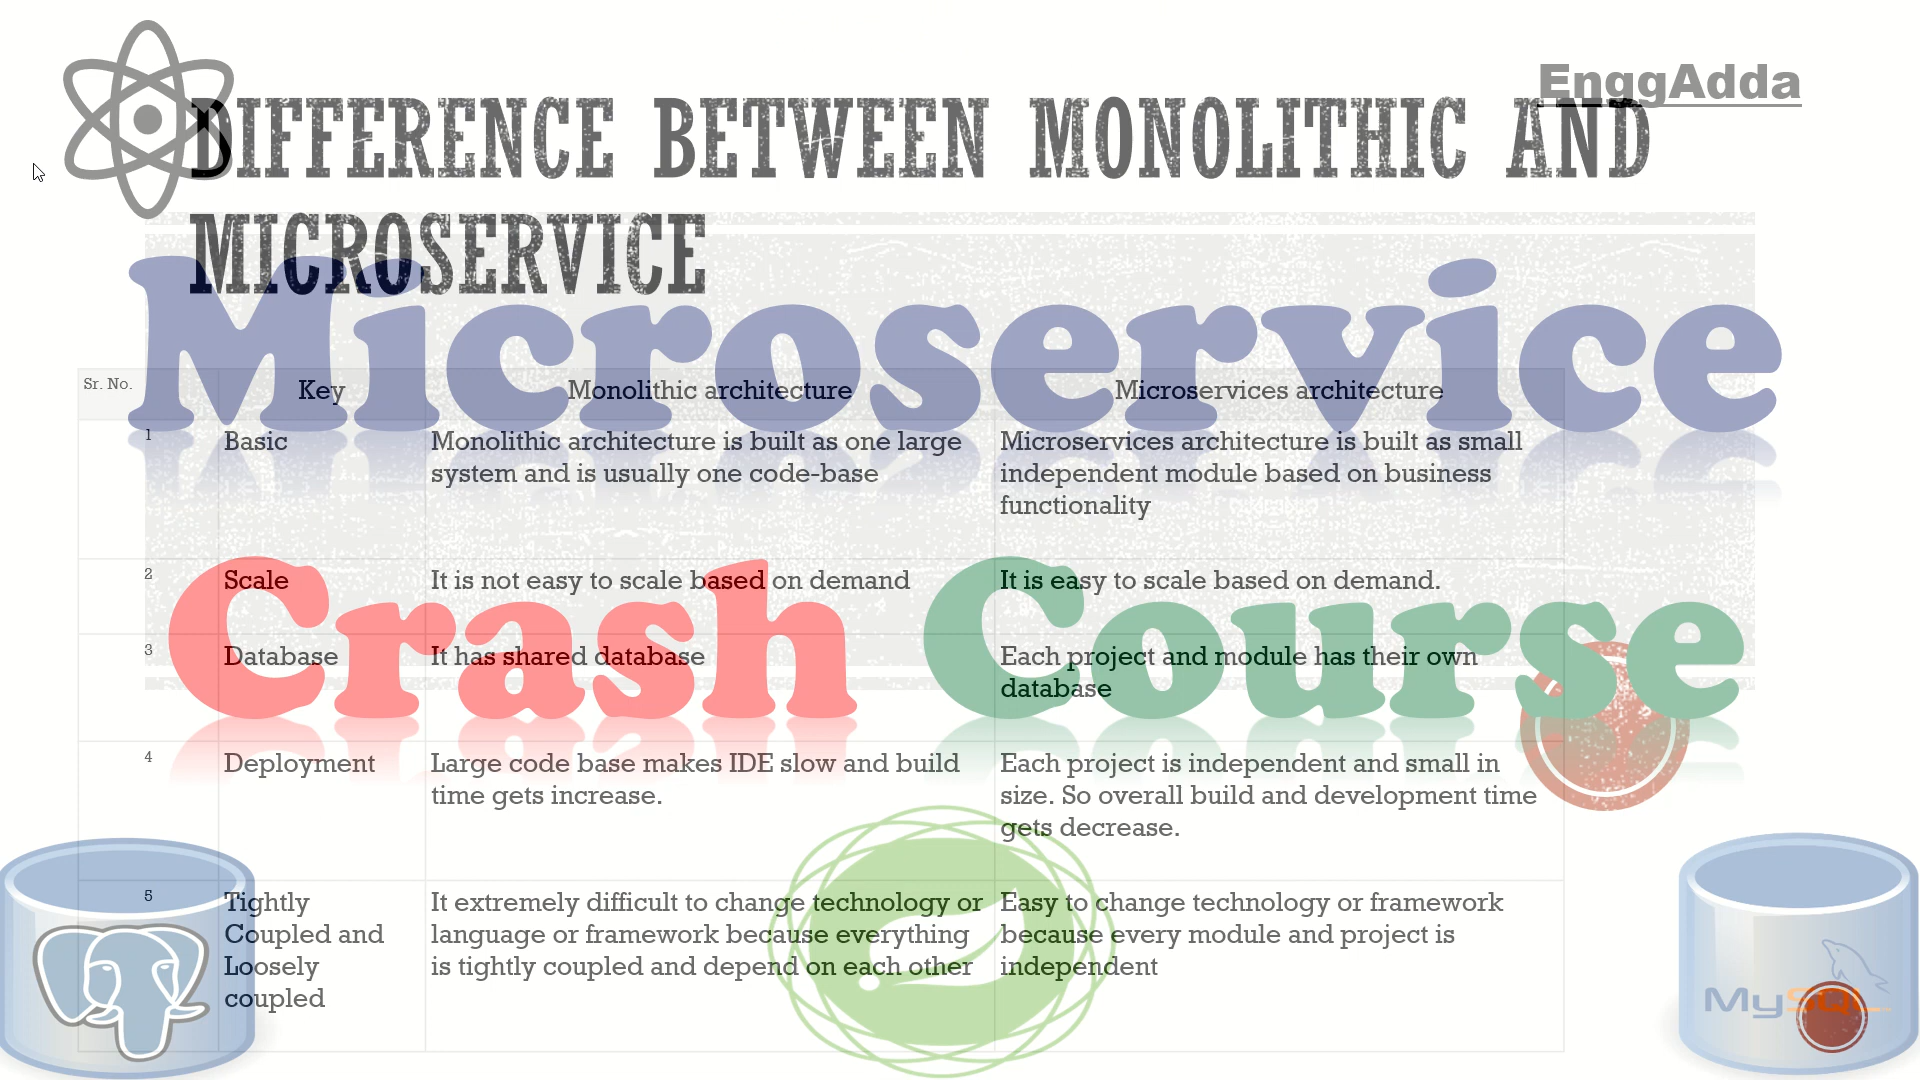 EnggAdda
DIFFERENCE BETWEEN MONOLITHIC AND
MICROSERVICE
Microservice
Crash Course
Sr. No. Key Monolithic architecture Microservices architecture
1 Basic Monolithic architecture is built as one large
system and is usually one code-base
Microservices architecture is built as small
independent module based on business
functionality
2 Scale It is not easy to scale based on demand It is easy to scale based on demand.
3 Database It has shared database Each project and module has their own
database
4 Deployment Large code base makes IDE slow and build
time gets increase.
Each project is independent and small in
size. So overall build and development time
gets decrease.
5 Tightly
Coupled and
Loosely
coupled
It extremely difficult to change technology or
language or framework because everything
is tightly coupled and depend on each other
Easy to change technology or framework
because every module and project is
independent
MySQL